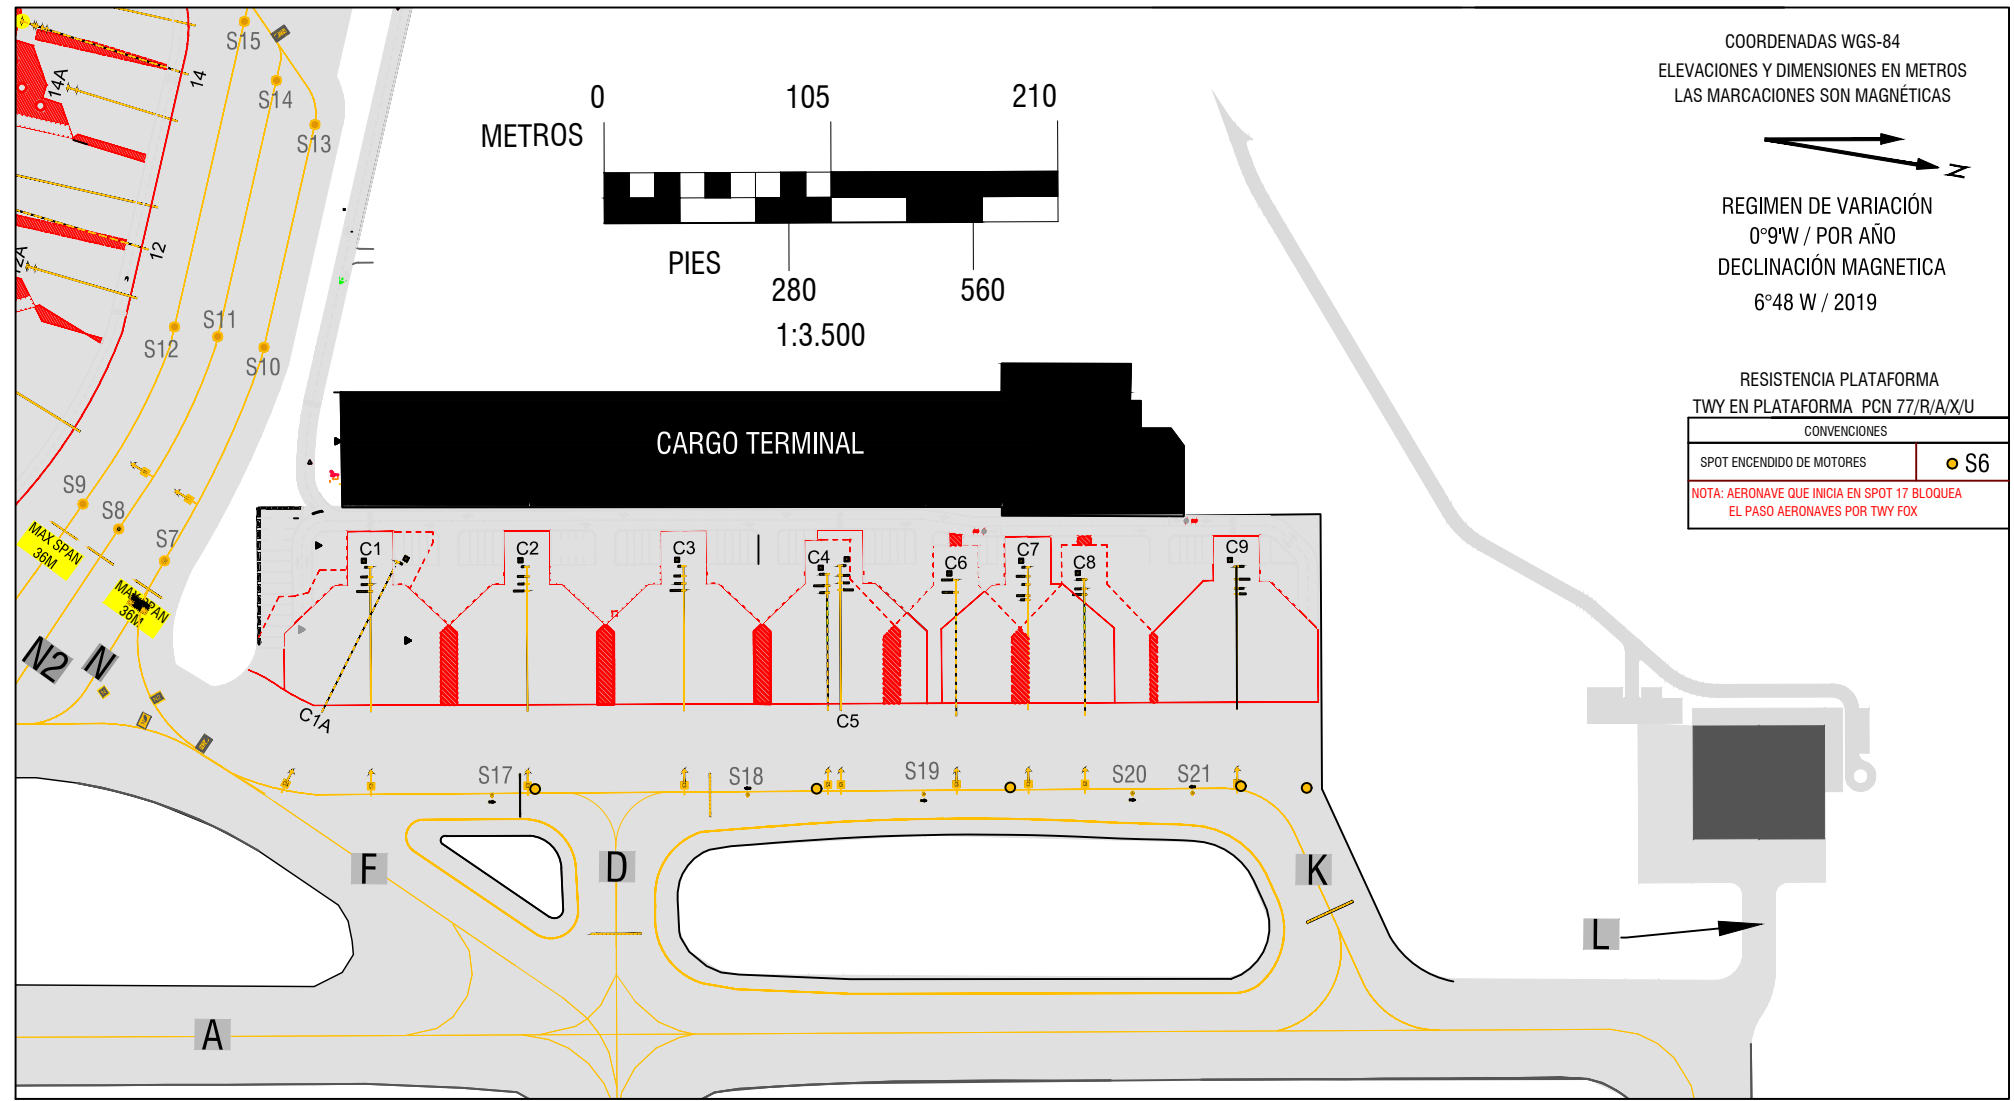 S15
S14
S13
14
14A
12
12A
S12
S11
S10
S9
S8
S7
MAX SPAN
36M
MAX SPAN
36M
N2
N
0
105
210
METROS
PIES
280
560
1:3.500
COORDENADAS WGS-84
ELEVACIONES Y DIMENSIONES EN METROS
LAS MARCACIONES SON MAGNÉTICAS
N
REGIMEN DE VARIACIÓN
0°9'W / POR AÑO
DECLINACIÓN MAGNETICA
6°48 W / 2019
RESISTENCIA PLATAFORMA
TWY EN PLATAFORMA PCN 77/R/A/X/U
CONVENCIONES
SPOT ENCENDIDO DE MOTORES
S6
NOTA: AERONAVE QUE INICIA EN SPOT 17 BLOQUEA
EL PASO AERONAVES POR TWY FOX
CARGO TERMINAL
C1
C2
C3
C4
C6
C7
C8
C9
C1A
C5
S17
S18
S19
S20
S21
F
D
K
L
A